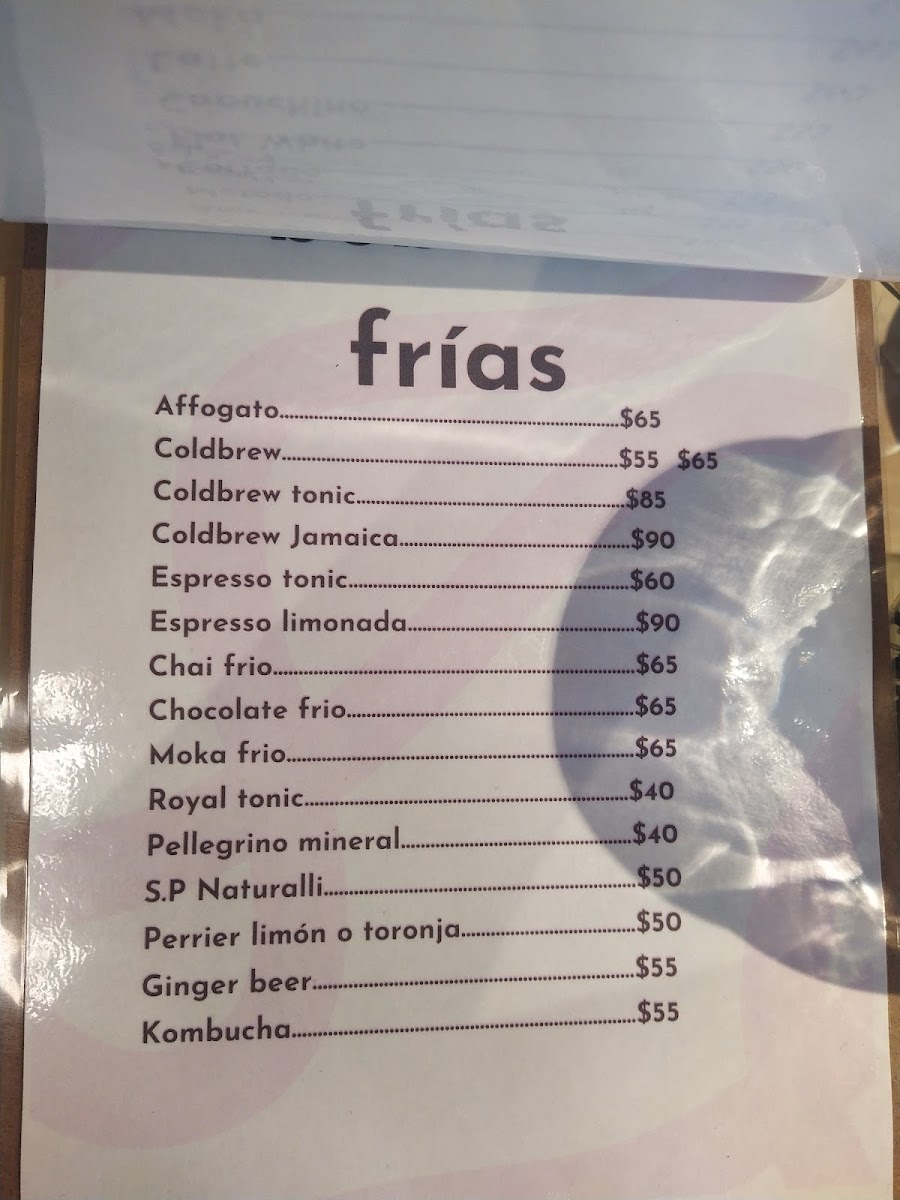 frías
Affogato $65
Coldbrew $55 $65
Coldbrew tonic $85
Coldbrew Jamaica $90
Espresso tonic $60
Espresso limonada $90
Chai frio $65
Chocolate frio $65
Moka frio $65
Royal tonic $40
Pellegrino mineral $40
S.P Naturalli $50
Perrier limón o toronja $50
Ginger beer $55
Kombucha $55